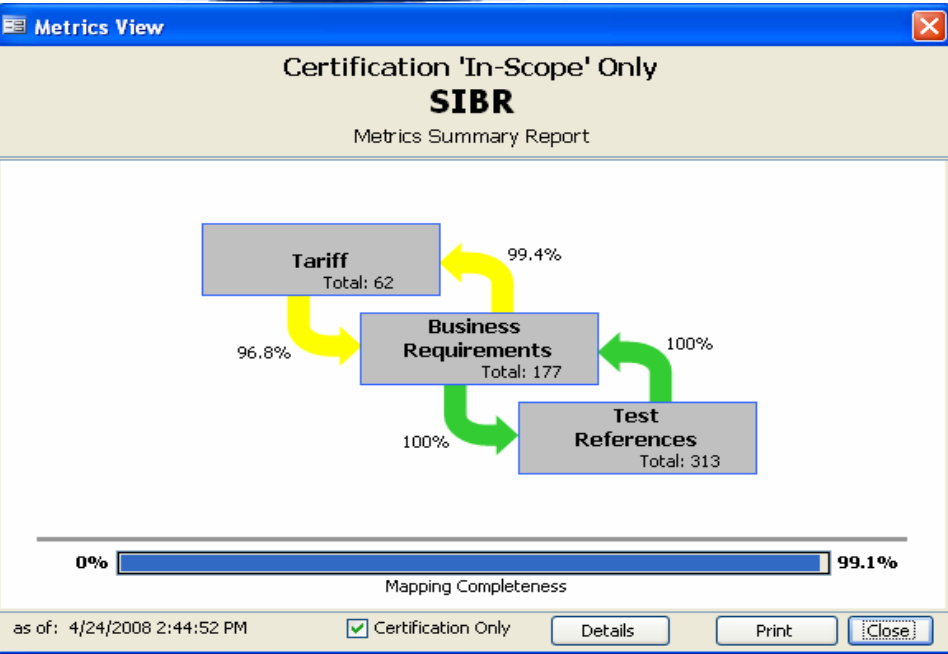 Metrics View
Certification 'In-Scope' Only
SIBR
Metrics Summary Report
Tariff
Total: 62
99.4%
96.8%
Business
Requirements
Total: 177
100%
100%
Test
References
Total: 313
0%
99.1%
Mapping Completeness
as of: 4/24/2008 2:44:52 PM
Certification Only
Details
Print
Close